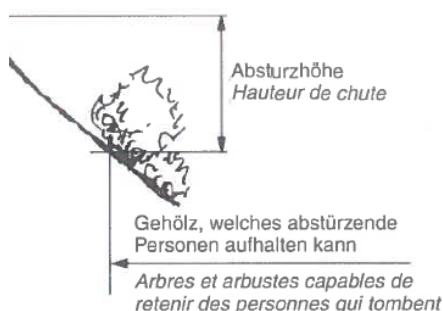 Absturzhöhe
Hauteur de chute
Gehölz, welches abstürzende
Personen aufhalten kann
Arbres et arbustes capables de
retenir des personnes qui tombent